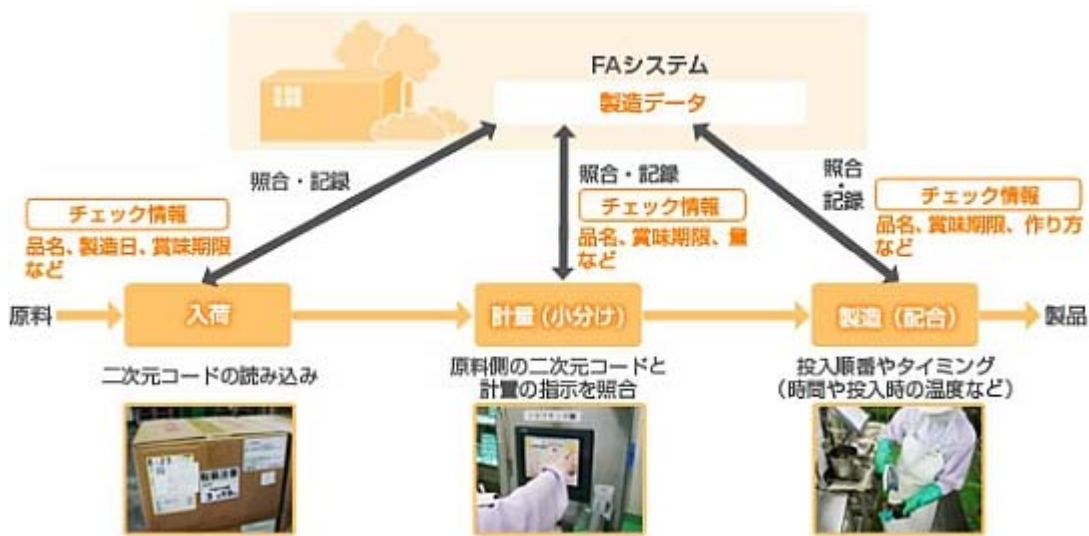 FAシステム
製造データ
照合・記録
照合・記録
照合
・
記録
チェック情報
品名、製造日、賞味期限
など
チェック情報
品名、賞味期限、量
など
チェック情報
品名、賞味期限、作り方
など
原料
入荷
計量(小分け)
製造(配合)
製品
二次元コードの読み込み
原料側の二次元コードと
計量の指示を照合
投入順番やタイミング
(時間や投入時の温度など)